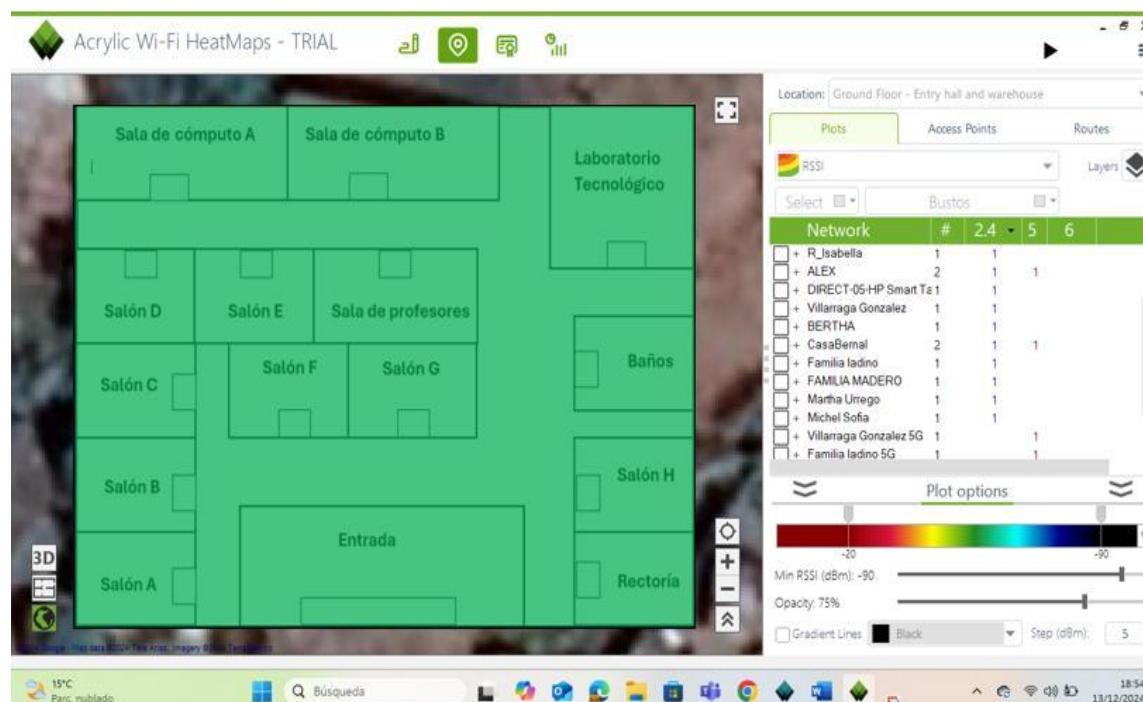 Acrylic Wi-Fi HeatMaps - TRIAL
Location: Ground Floor - Entry hall and warehouse
Plots Access Points Routes
RSSI Layers
Select Bustos
Network # 2.4 5 6
+ R_Isabella 1 1
+ ALEX 2 1 1
+ DIRECT-05-HP Smart Ta 1 1
+ Villarraga Gonzalez 1 1
+ BERTHA 1 1
+ CasaBernal 2 1 1
+ Familia ladino 1 1
+ FAMILIA MADERO 1 1
+ Martha Urrego 1 1
+ Michel Sofia 1 1
+ Villarraga Gonzalez 5G 1 1
+ Familia ladino 5G 1 1
Plot options
-20 -90
Min RSSI (dBm): -90
Opacity: 75%
Gradient Lines Black Step (dBm): 5
Sala de cómputo A
Sala de cómputo B
Laboratorio
Tecnológico
Salón D
Salón E
Sala de profesores
Salón C
Salón F
Salón G
Baños
Salón B
Salón H
Entrada
Salón A
Rectoría
3D
+
−
15°C
Parc. nublado
Búsqueda
18:54
13/12/2024